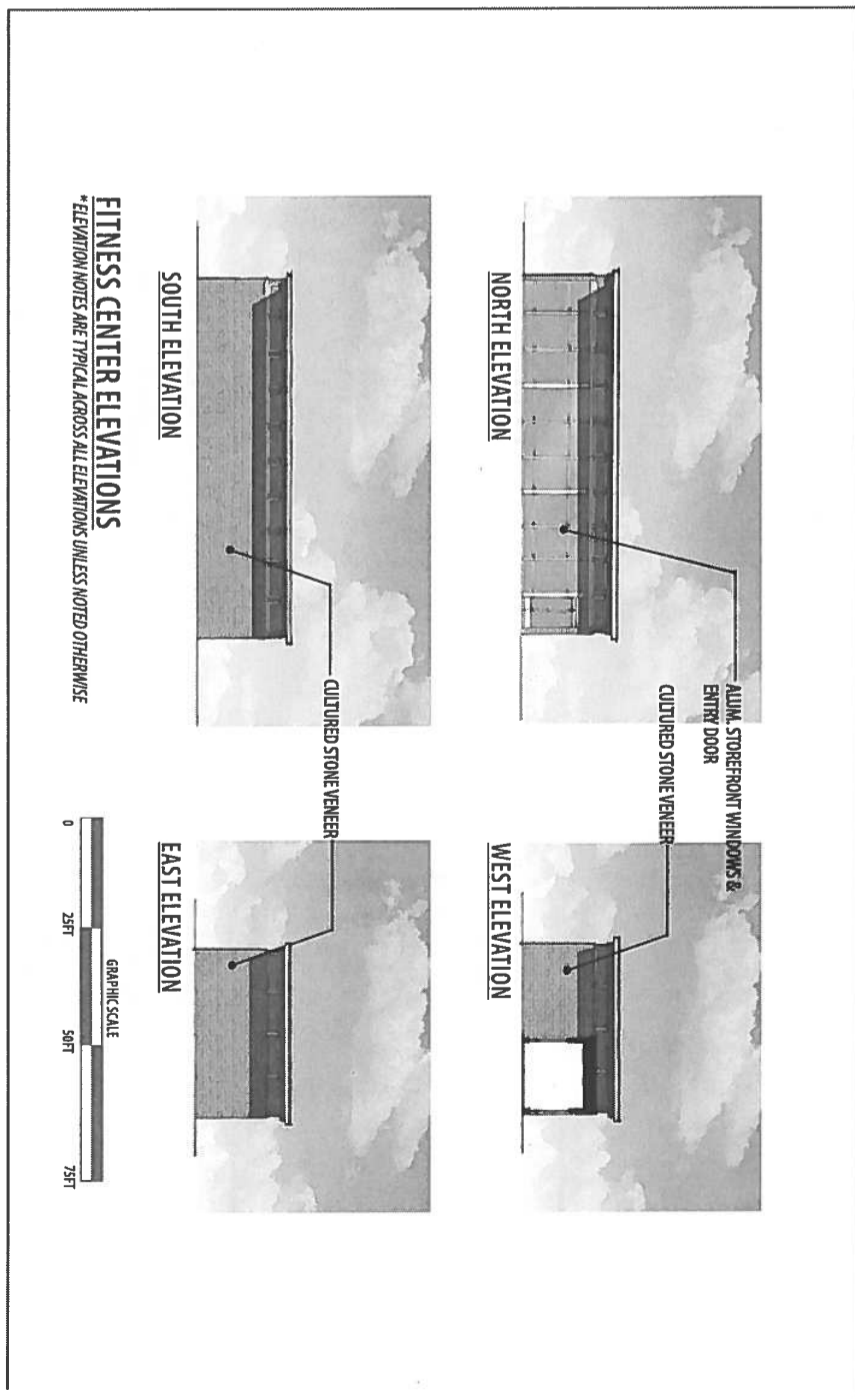 ALUM. STOREFRONT WINDOWS &
ENTRY DOOR
CULTURED STONE VENEER
NORTH ELEVATION
WEST ELEVATION
CULTURED STONE VENEER
SOUTH ELEVATION
EAST ELEVATION
FITNESS CENTER ELEVATIONS
*ELEVATION NOTES ARE TYPICAL ACROSS ALL ELEVATIONS UNLESS NOTED OTHERWISE
GRAPHIC SCALE
0 25FT 50FT 75FT